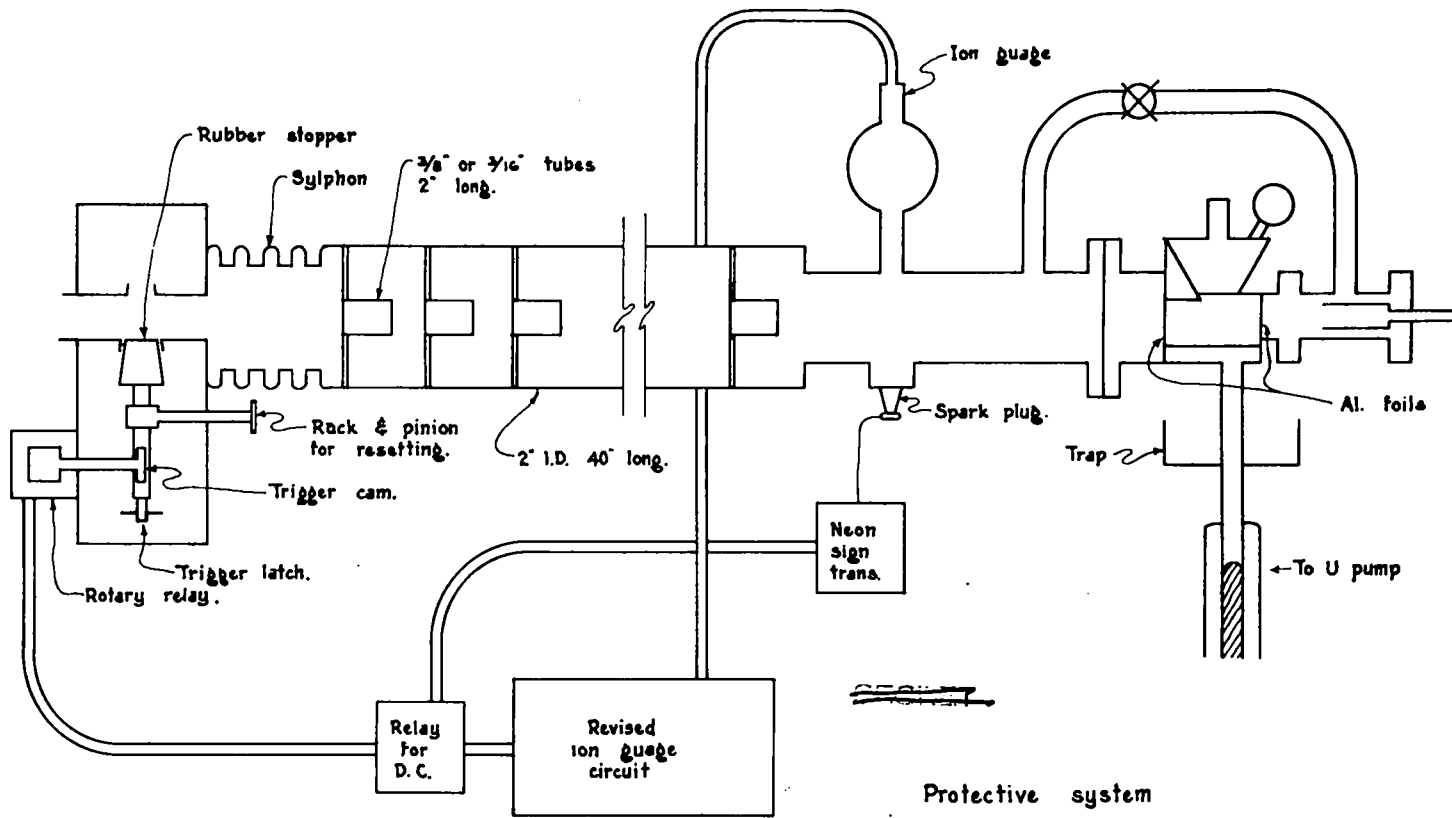 Ion guage
Rubber stopper
3/8" or 3/16" tubes
2" long.
Sylphon
Rack & pinion
for resetting.
2" I.D. 40" long.
Spark plug.
Al. foils
Trap
Trigger cam.
Neon
sign
trans.
Trigger latch.
To U pump
Rotary relay.
Relay
for
D.C.
Revised
ion guage
circuit
Protective system